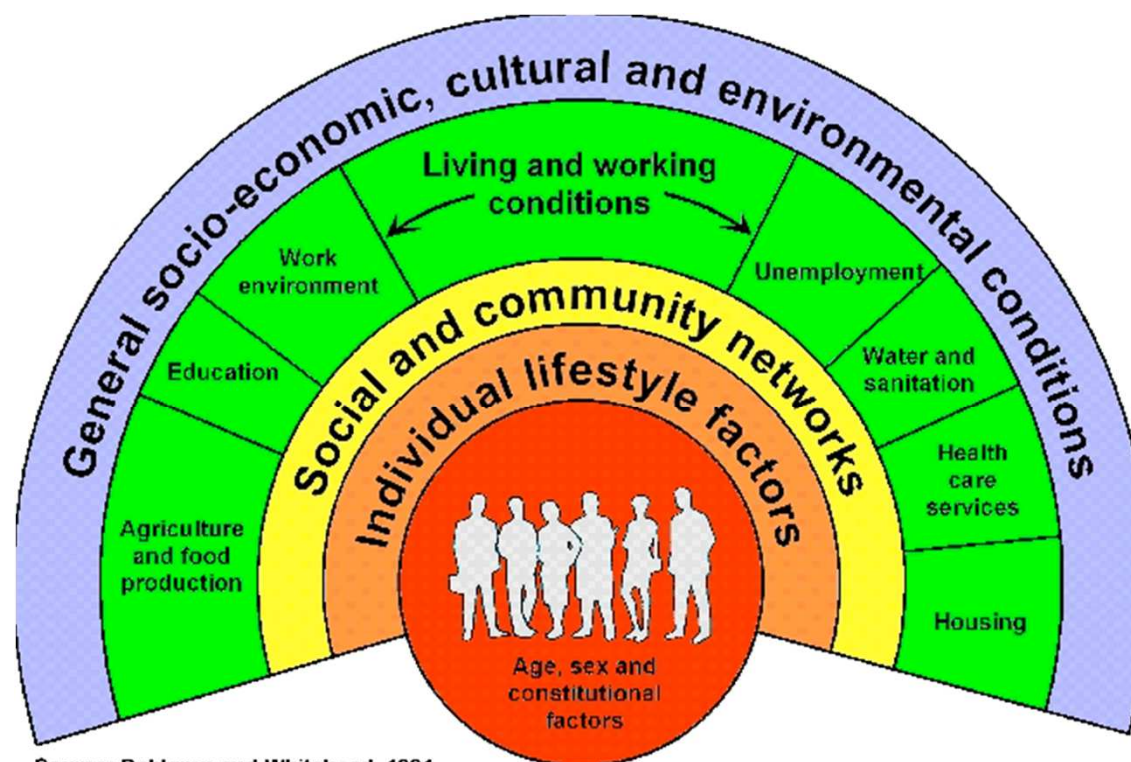 General socio-economic, cultural and environmental conditions
Living and working
conditions
Work
environment
Unemployment
Education
Water and
sanitation
Agriculture
and food
production
Health
care
services
Housing
Social and community networks
Individual lifestyle factors
Age, sex and
constitutional
factors